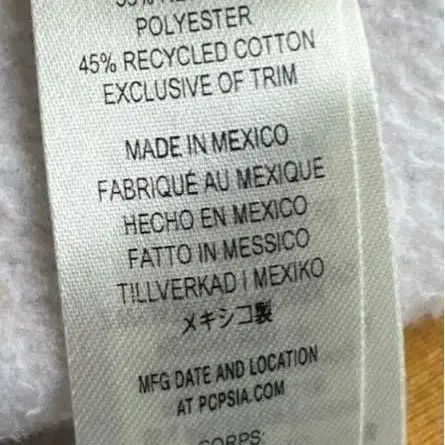 POLYESTER
45% RECYCLED COTTON
EXCLUSIVE OF TRIM
MADE IN MEXICO
FABRIQUÉ AU MEXIQUE
HECHO EN MEXICO
FATTO IN MESSICO
TILLVERKAD I MEXIKO
メキシコ製
MFG DATE AND LOCATION
AT PCPSIA.COM
CORPS: